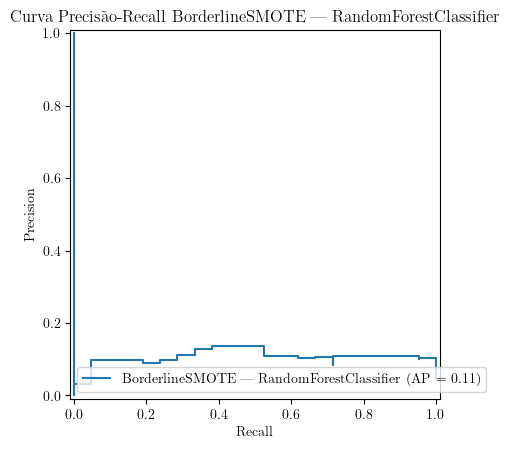 Curva Precisão-Recall BorderlineSMOTE — RandomForestClassifier
1.0
0.8
0.6
0.4
0.2
0.0
Precision
BorderlineSMOTE — RandomForestClassifier (AP = 0.11)
0.0 0.2 0.4 0.6 0.8 1.0
Recall